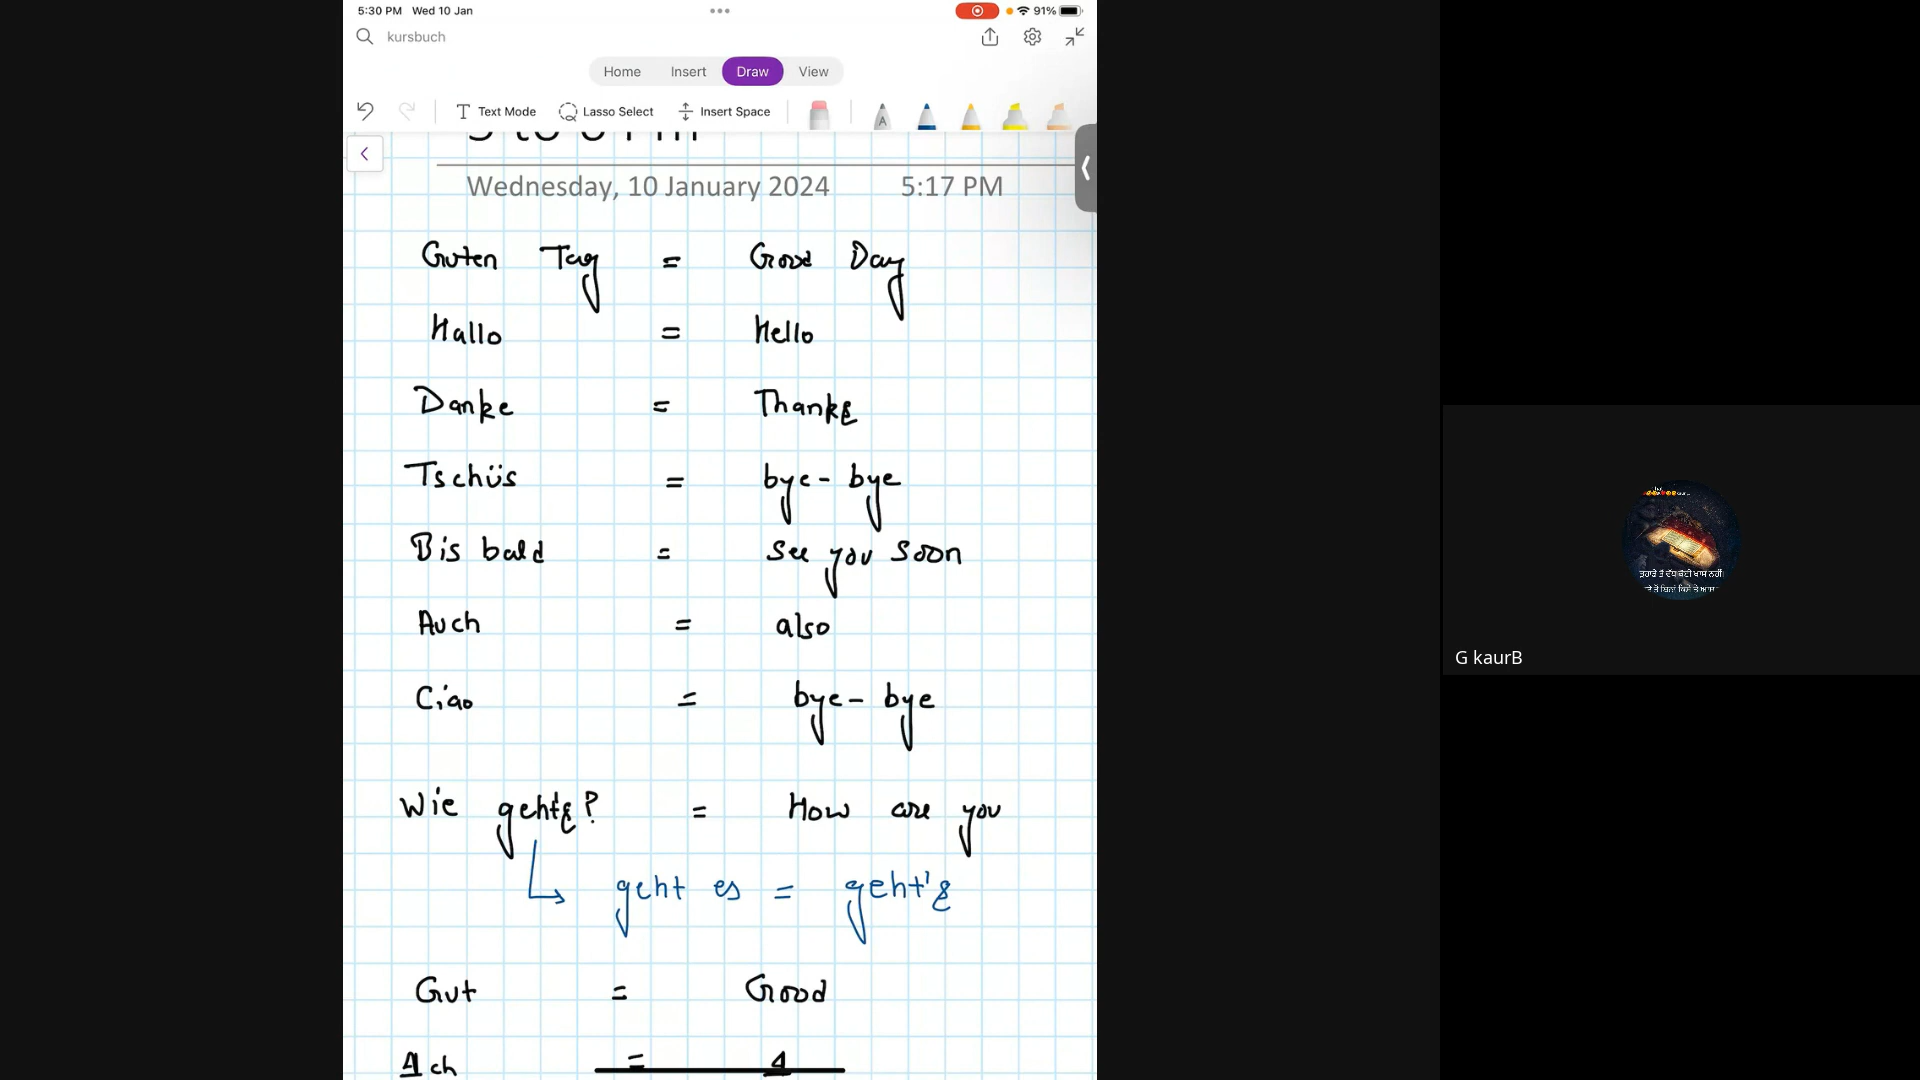 5:30 PM Wed 10 Jan 91%
kursbuch
Home Insert Draw View
Text Mode Lasso Select Insert Space
A
Wednesday, 10 January 2024 5:17 PM
Guten Tag = Good Day
Hallo = Hello
Danke = Thanks
Tschüs = bye-bye
Bis bald = See you soon
Auch = also
Ciao = bye-bye
Wie geht's? = How are you
geht es = geht's
Gut = Good
Ach =
G kaurB